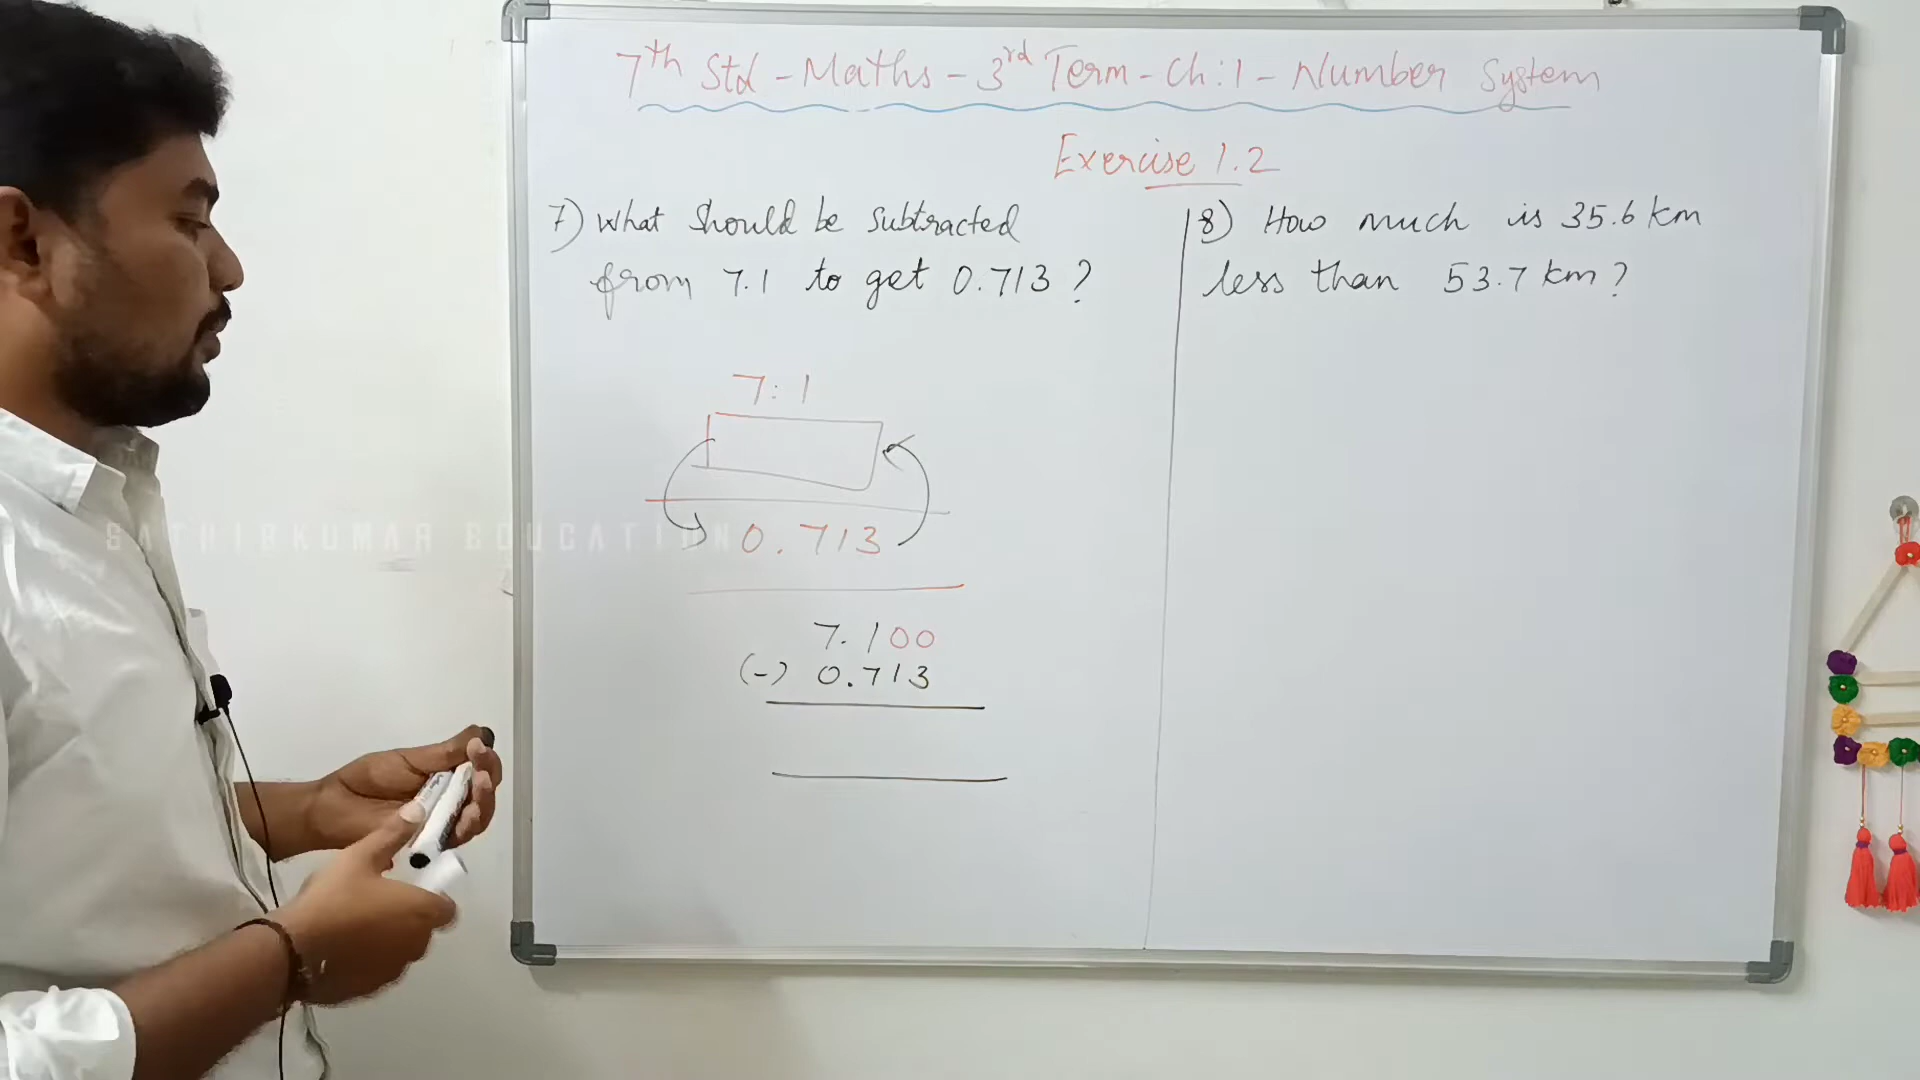 7th Std - Maths - 3rd Term - Ch:1 - Number System
Exercise 1.2
7) What should be subtracted
from 7.1 to get 0.713 ?
7.1
0.713
7.100
(-) 0.713
8) How much is 35.6 km
less than 53.7 km ?
SATHISHKUMAR EDUCATION